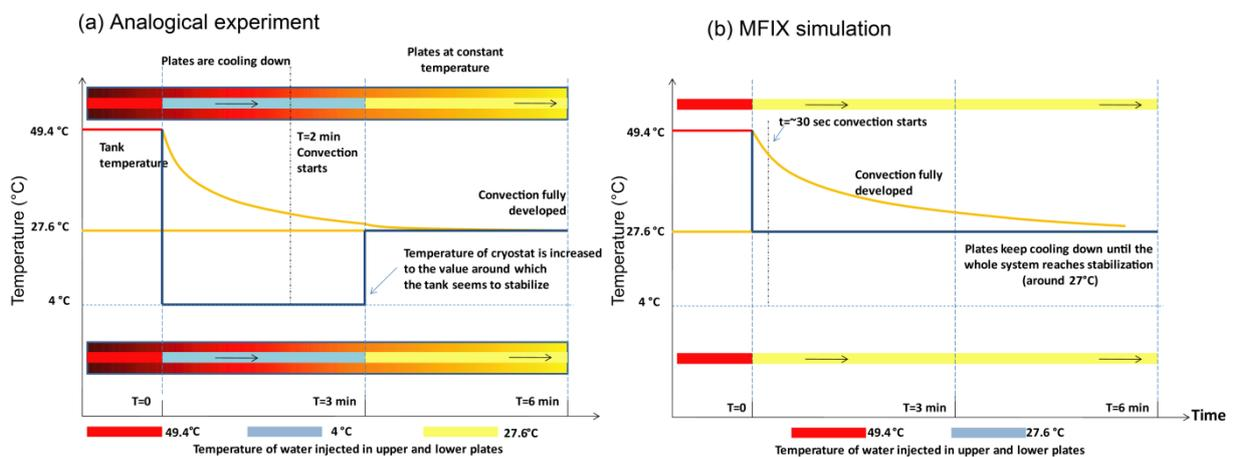 (a) Analogical experiment
Plates are cooling down
Plates at constant
temperature
49.4 °C
Tank
temperature
T=2 min
Convection
starts
Convection fully
developed
27.6 °C
Temperature of cryostat is increased
to the value around which
the tank seems to stabilize
4 °C
Temperature (°C)
T=0
T=3 min
T=6 min
49.4°C
4 °C
27.6°C
Temperature of water injected in upper and lower plates
(b) MFIX simulation
t=~30 sec convection starts
49.4 °C
Convection fully
developed
27.6 °C
Plates keep cooling down until the
whole system reaches stabilization
(around 27°C)
4 °C
Temperature (°C)
T=0
T=3 min
T=6 min
Time
49.4 °C
27.6 °C
Temperature of water injected in upper and lower plates